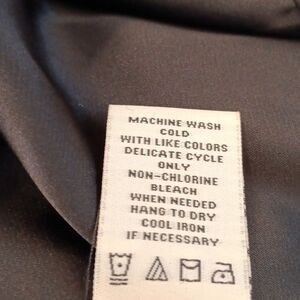 MACHINE WASH
COLD
WITH LIKE COLORS
DELICATE CYCLE
ONLY
NON-CHLORINE
BLEACH
WHEN NEEDED
HANG TO DRY
COOL IRON
IF NECESSARY